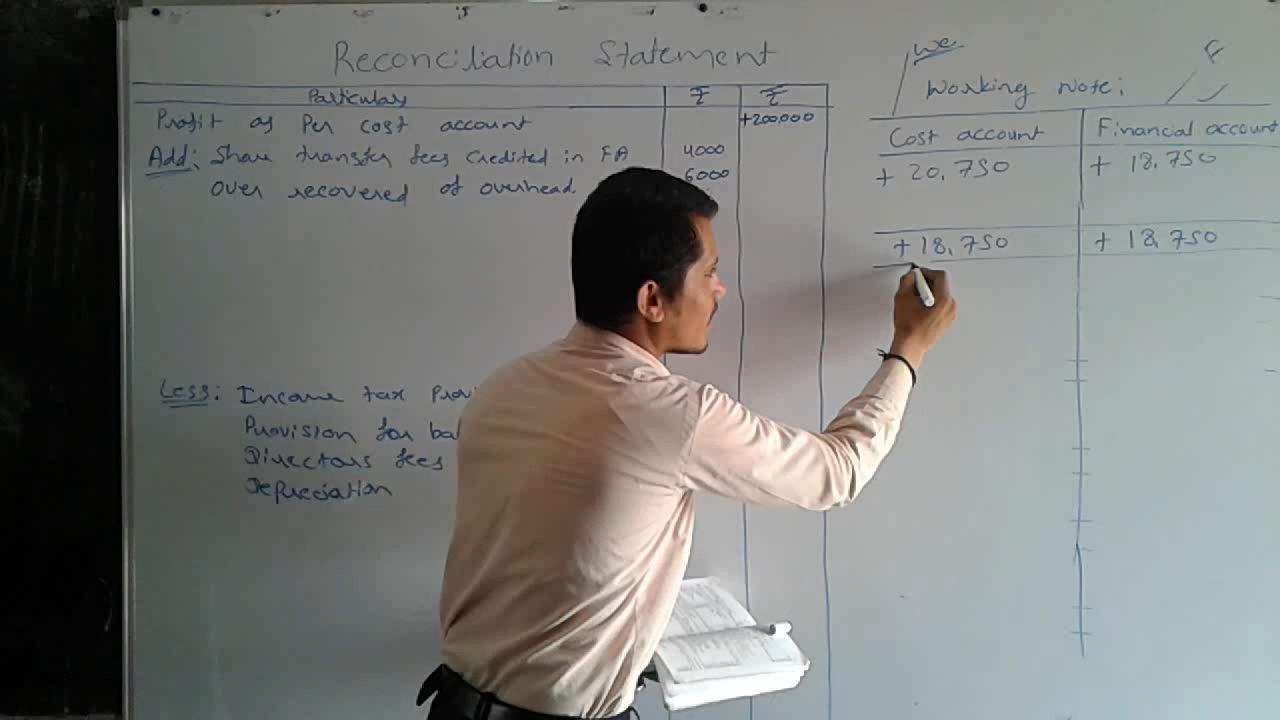 Reconciliation Statement
Particulars ₹ ₹
Profit as Per cost account +200,000
Add: Share transfer fees credited in FA 4000
Over recovered of overhead 6000
Less: Income tax
Provision for
Directors fees
Depreciation
Working Note:
F
Cost account Financial account
+ 20,750 + 18,750
+ 18,750 + 18,750